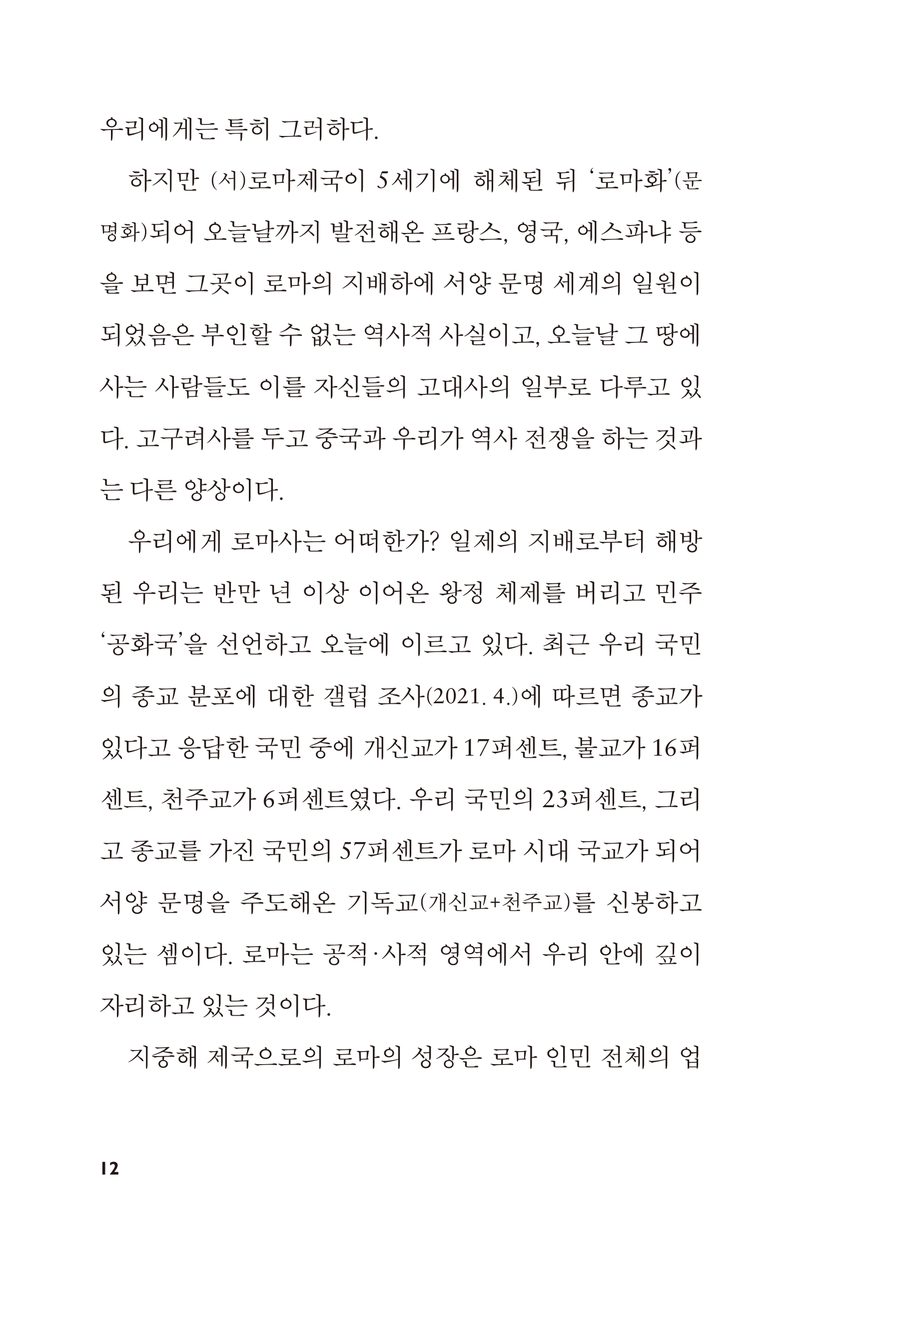 우리에게는 특히 그러하다.
하지만 (서)로마제국이 5세기에 해체된 뒤 ‘로마화’(문
명화)되어 오늘날까지 발전해온 프랑스, 영국, 에스파냐 등
을 보면 그곳이 로마의 지배하에 서양 문명 세계의 일원이
되었음은 부인할 수 없는 역사적 사실이고, 오늘날 그 땅에
사는 사람들도 이를 자신들의 고대사의 일부로 다루고 있
다. 고구려사를 두고 중국과 우리가 역사 전쟁을 하는 것과
는 다른 양상이다.
우리에게 로마사는 어떠한가? 일제의 지배로부터 해방
된 우리는 반만 년 이상 이어온 왕정 체제를 버리고 민주
‘공화국’을 선언하고 오늘에 이르고 있다. 최근 우리 국민
의 종교 분포에 대한 갤럽 조사(2021. 4.)에 따르면 종교가
있다고 응답한 국민 중에 개신교가 17퍼센트, 불교가 16퍼
센트, 천주교가 6퍼센트였다. 우리 국민의 23퍼센트, 그리
고 종교를 가진 국민의 57퍼센트가 로마 시대 국교가 되어
서양 문명을 주도해온 기독교(개신교+천주교)를 신봉하고
있는 셈이다. 로마는 공적·사적 영역에서 우리 안에 깊이
자리하고 있는 것이다.
지중해 제국으로의 로마의 성장은 로마 인민 전체의 업
12